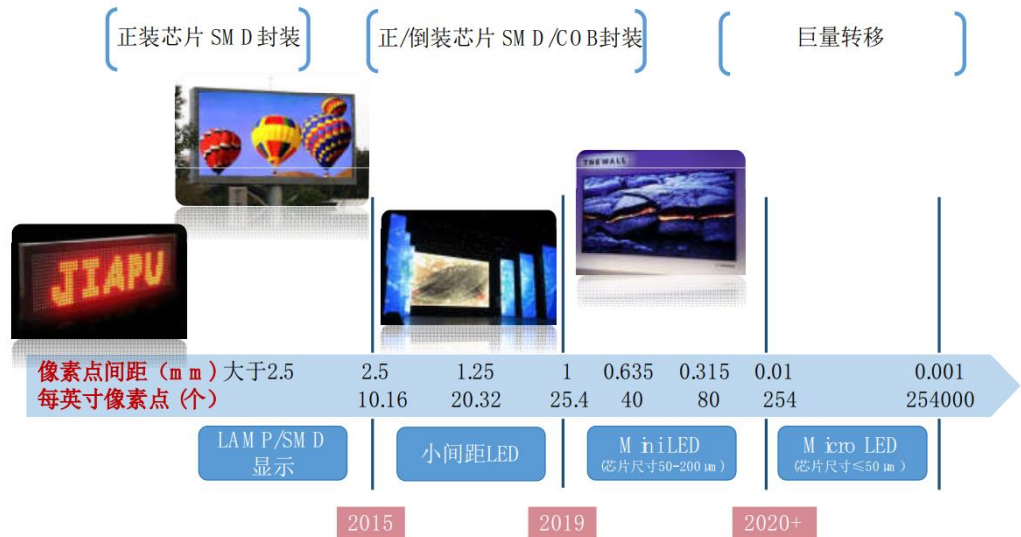 正装芯片 SMD封装
正/倒装芯片 SMD/COB封装
巨量转移
THE WALL
JIAPU
像素点间距（mm） 大于2.5 2.5 1.25 1 0.635 0.315 0.01 0.001
每英寸像素点(个） 10.16 20.32 25.4 40 80 254 254000
LAMP/SMD
显示
小间距LED
MiniLED
(芯片尺寸50-200μm)
Micro LED
(芯片尺寸≤50μm)
2015
2019
2020+